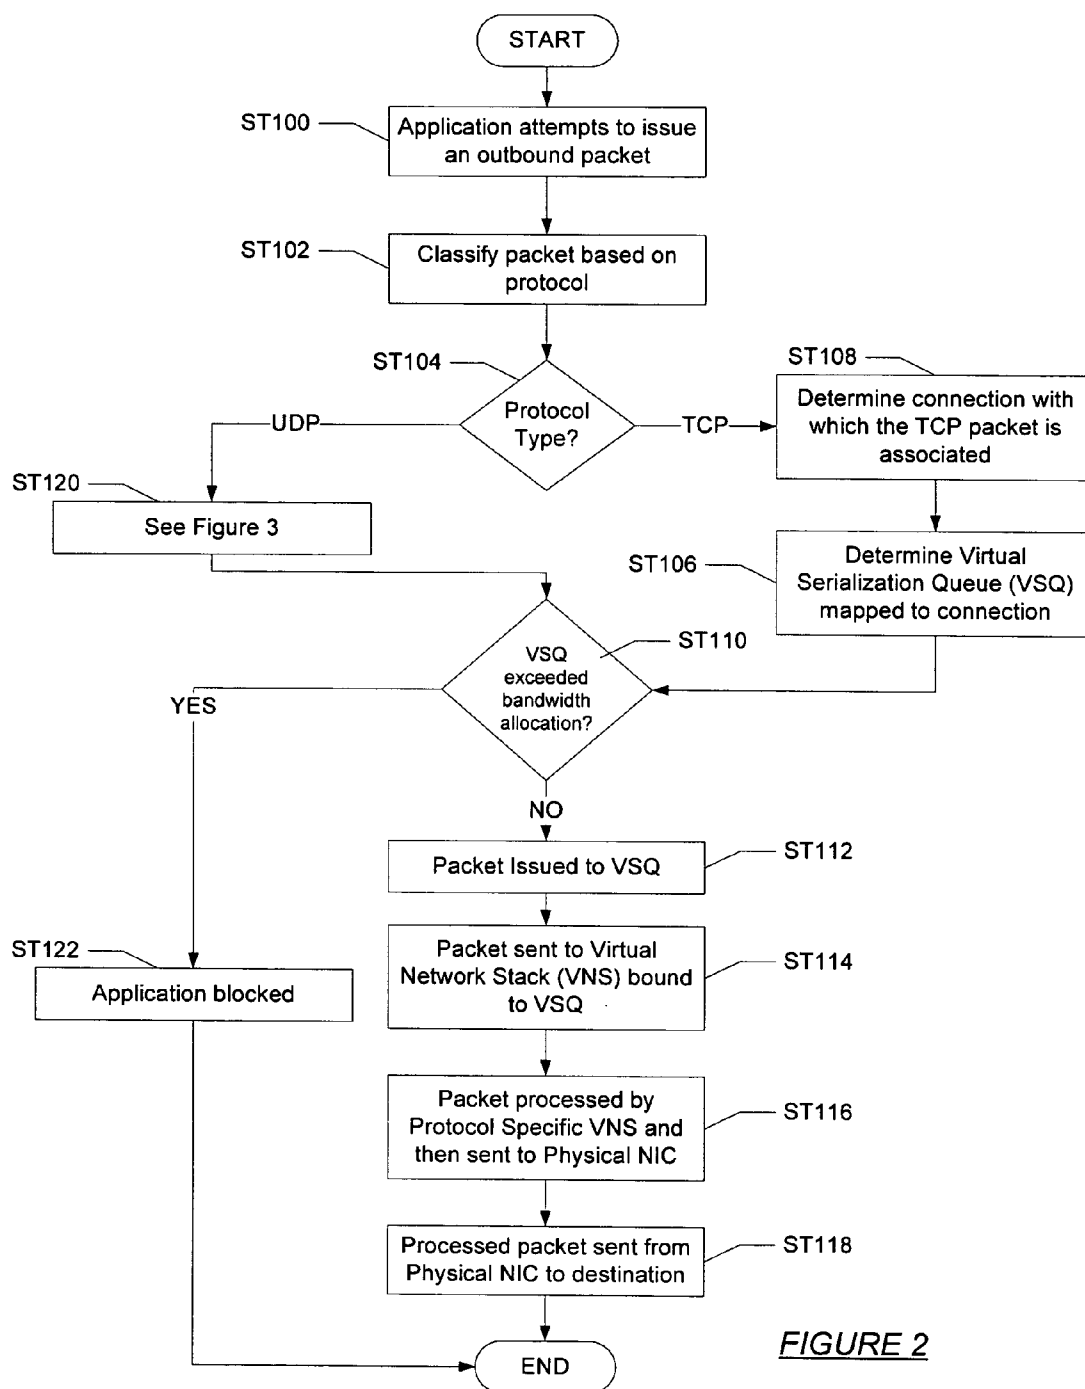 START
ST100
Application attempts to issue
an outbound packet
ST102
Classify packet based on
protocol
ST104
Protocol
Type?
UDP
TCP
ST108
Determine connection with
which the TCP packet is
associated
ST120
See Figure 3
ST106
Determine Virtual
Serialization Queue (VSQ)
mapped to connection
ST110
VSQ
exceeded
bandwidth
allocation?
YES
NO
ST112
Packet Issued to VSQ
ST122
Application blocked
ST114
Packet sent to Virtual
Network Stack (VNS) bound
to VSQ
ST116
Packet processed by
Protocol Specific VNS and
then sent to Physical NIC
ST118
Processed packet sent from
Physical NIC to destination
END
FIGURE 2